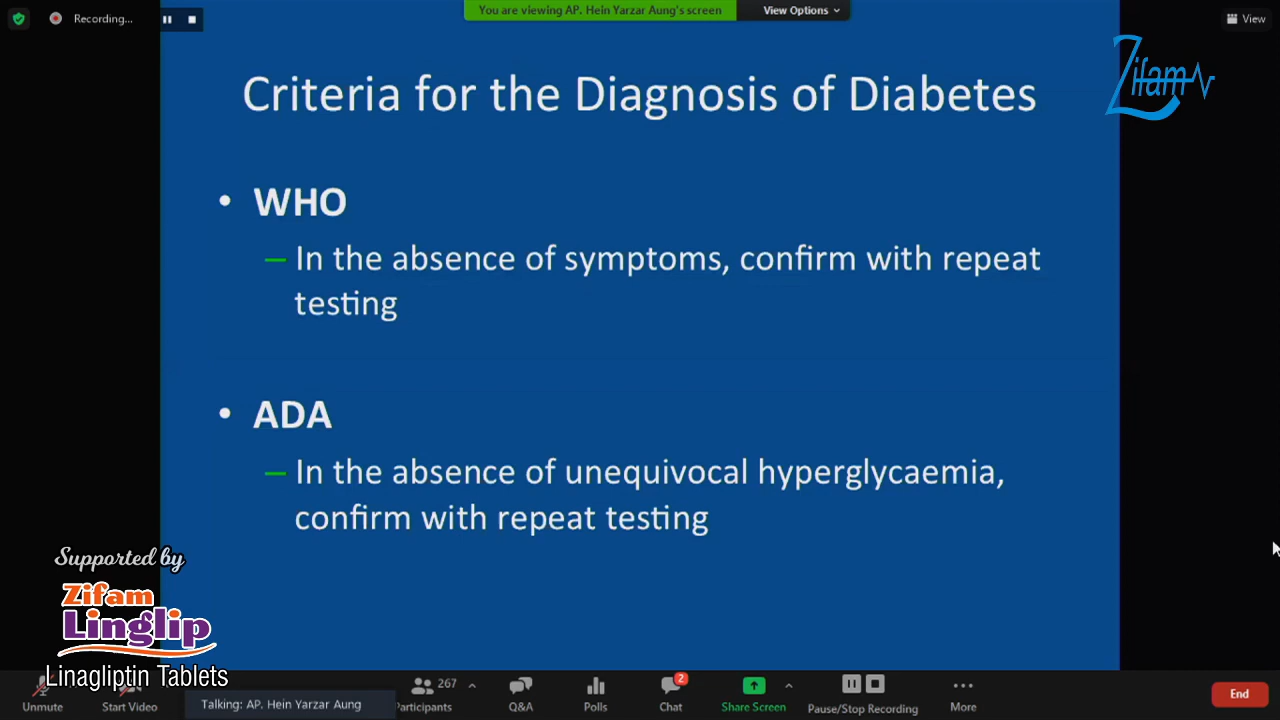 Recording...
You are viewing AP. Hein Yarzar Aung's screen
View Options
View
Zifam
Criteria for the Diagnosis of Diabetes
• WHO
– In the absence of symptoms, confirm with repeat
testing
• ADA
– In the absence of unequivocal hyperglycaemia,
confirm with repeat testing
Supported by
Zifam
Linglip
Linagliptin Tablets
Unmute
Start Video
Talking: AP. Hein Yarzar Aung
267
Participants
Q&A
Polls
2
Chat
Share Screen
Pause/Stop Recording
More
End